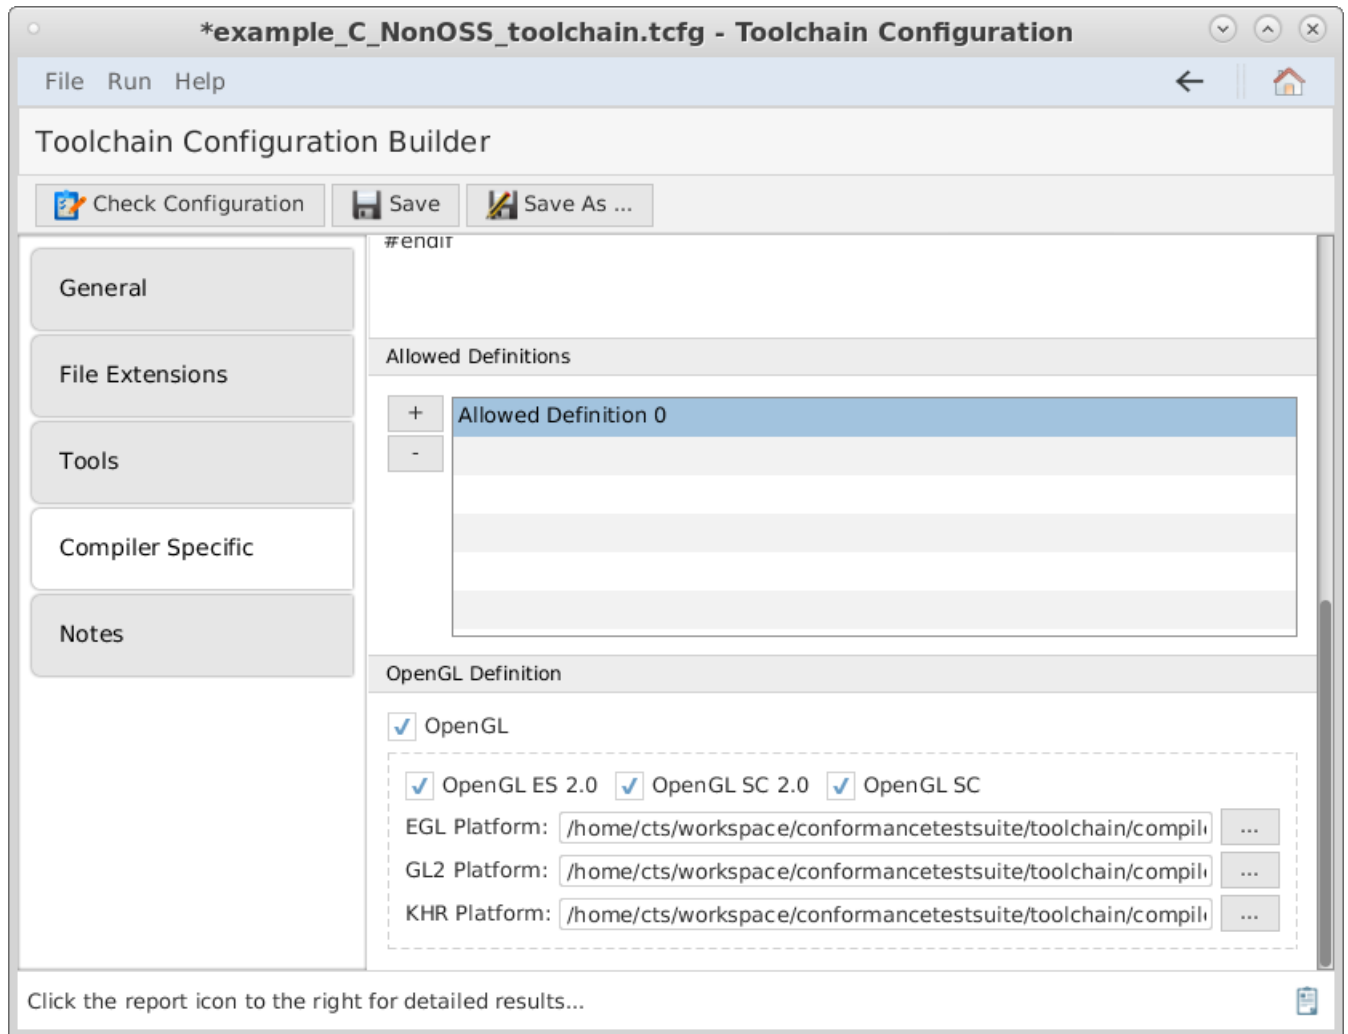 *example_C_NonOSS_toolchain.tcfg - Toolchain Configuration
File Run Help
Toolchain Configuration Builder
Check Configuration Save Save As ...
#endif
General
File Extensions
Tools
Compiler Specific
Notes
Allowed Definitions
+ Allowed Definition 0
-
OpenGL Definition
OpenGL
OpenGL ES 2.0 OpenGL SC 2.0 OpenGL SC
EGL Platform: /home/cts/workspace/conformancetestsuite/toolchain/compil ...
GL2 Platform: /home/cts/workspace/conformancetestsuite/toolchain/compil ...
KHR Platform: /home/cts/workspace/conformancetestsuite/toolchain/compil ...
Click the report icon to the right for detailed results...